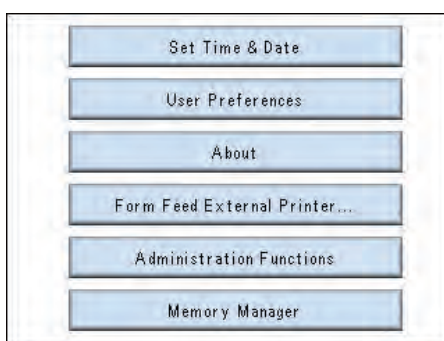 Set Time & Date
User Preferences
About
Form Feed External Printer...
Administration Functions
Memory Manager